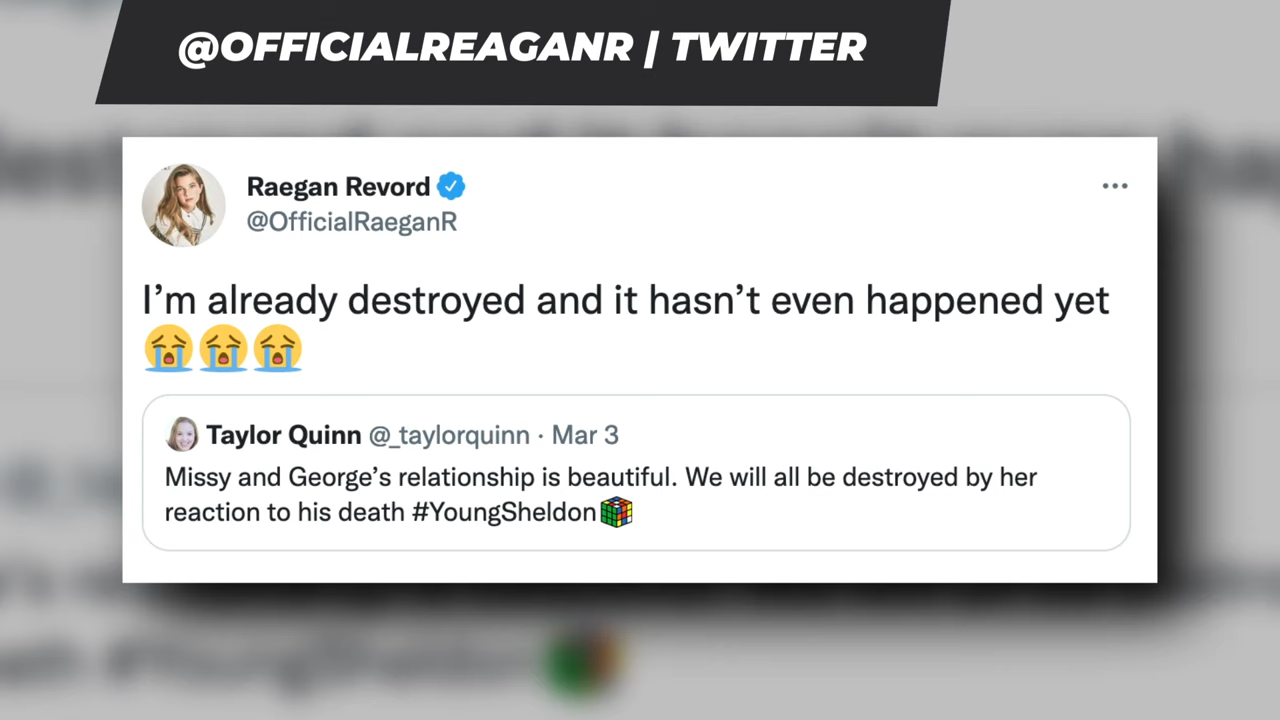 @OFFICIALREAGANR | TWITTER
Raegan Revord
@OfficialRaeganR
I’m already destroyed and it hasn’t even happened yet
😭😭😭
Taylor Quinn @_taylorquinn · Mar 3
Missy and George’s relationship is beautiful. We will all be destroyed by her
reaction to his death #YoungSheldon